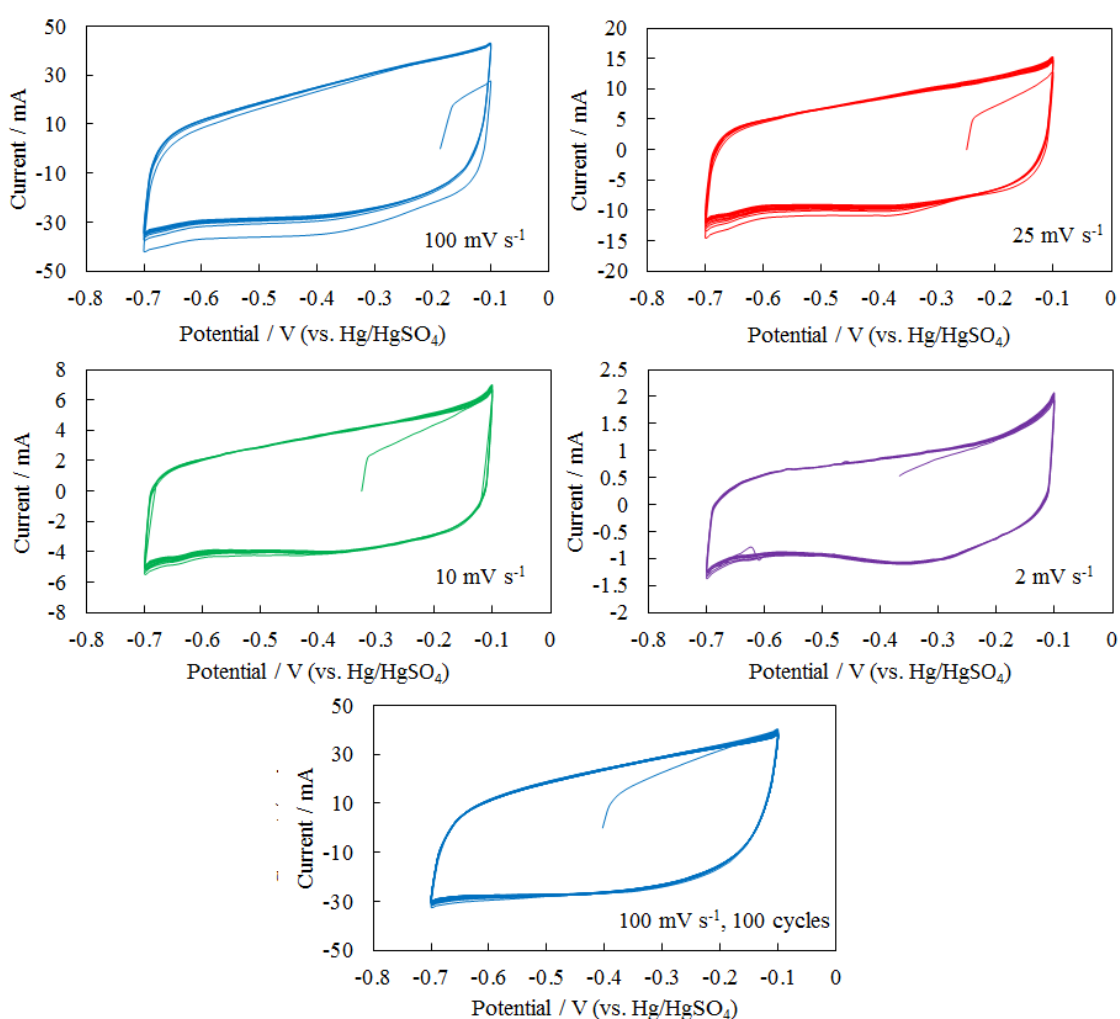 50
30
10
-10
-30
-50
Current / mA
100 mV s⁻¹
-0.8 -0.7 -0.6 -0.5 -0.4 -0.3 -0.2 -0.1 0
Potential / V (vs. Hg/HgSO₄)
20
15
10
5
0
-5
-10
-15
-20
Current / mA
25 mV s⁻¹
-0.8 -0.7 -0.6 -0.5 -0.4 -0.3 -0.2 -0.1 0
Potential / V (vs. Hg/HgSO₄)
8
6
4
2
0
-2
-4
-6
-8
Current / mA
10 mV s⁻¹
-0.8 -0.7 -0.6 -0.5 -0.4 -0.3 -0.2 -0.1 0
Potential / V (vs. Hg/HgSO₄)
2.5
2
1.5
1
0.5
0
-0.5
-1
-1.5
-2
Current / mA
2 mV s⁻¹
-0.8 -0.7 -0.6 -0.5 -0.4 -0.3 -0.2 -0.1 0
Potential / V (vs. Hg/HgSO₄)
50
30
10
-10
-30
-50
Current / mA
100 mV s⁻¹, 100 cycles
-0.8 -0.7 -0.6 -0.5 -0.4 -0.3 -0.2 -0.1 0
Potential / V (vs. Hg/HgSO₄)